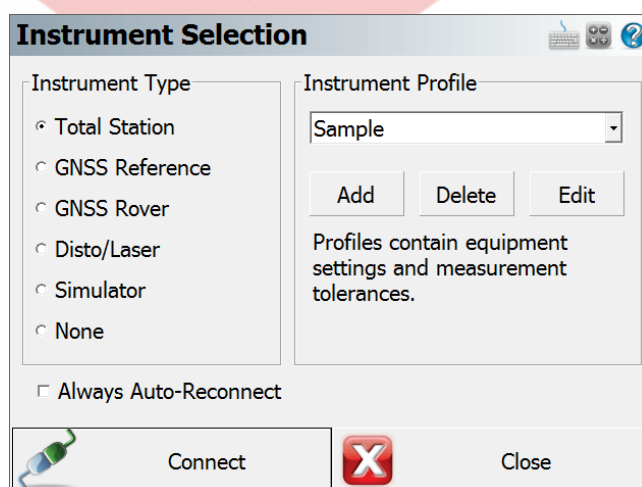 Instrument Selection
Instrument Type
Total Station
GNSS Reference
GNSS Rover
Disto/Laser
Simulator
None
Instrument Profile
Sample
Add
Delete
Edit
Profiles contain equipment
settings and measurement
tolerances.
Always Auto-Reconnect
Connect
Close